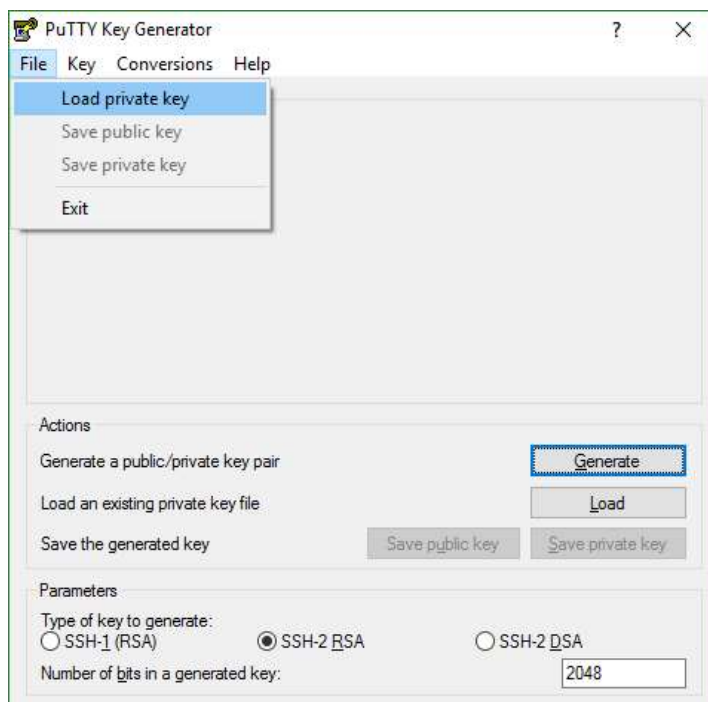 PuTTY Key Generator ?
File Key Conversions Help
Load private key
Save public key
Save private key
Exit
Actions
Generate a public/private key pair Generate
Load an existing private key file Load
Save the generated key Save public key Save private key
Parameters
Type of key to generate:
SSH-1 (RSA) SSH-2 RSA SSH-2 DSA
Number of bits in a generated key: 2048